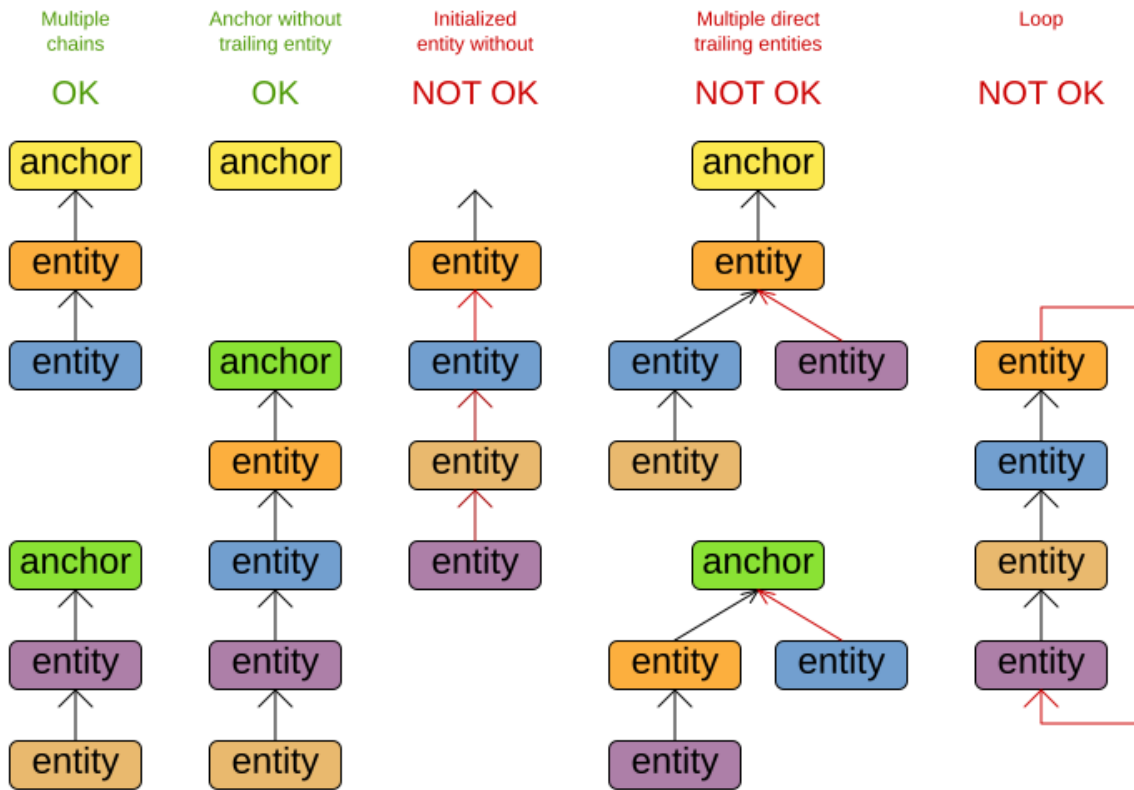 Multiple
chains
OK
anchor
entity
entity
anchor
entity
entity
Anchor without
trailing entity
OK
anchor
anchor
entity
entity
entity
entity
Initialized
entity without
NOT OK
entity
entity
entity
entity
Multiple direct
trailing entities
NOT OK
anchor
entity
entity
entity
entity
anchor
entity
entity
entity
Loop
NOT OK
entity
entity
entity
entity